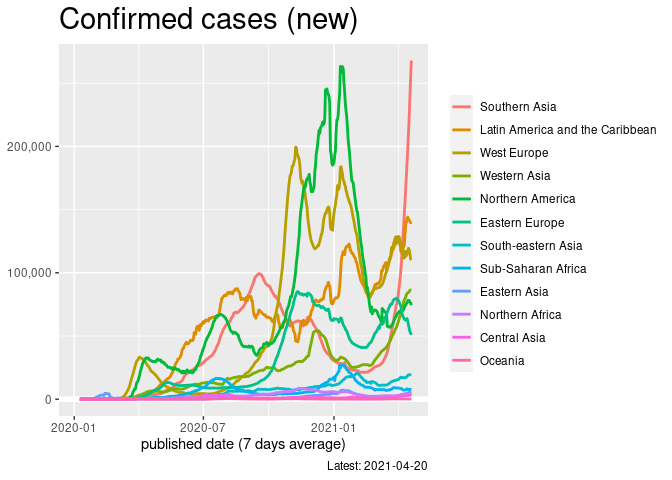 Confirmed cases (new)
200,000
100,000
0
2020-01
2020-07
2021-01
published date (7 days average)
Latest: 2021-04-20
Southern Asia
Latin America and the Caribbean
West Europe
Western Asia
Northern America
Eastern Europe
South-eastern Asia
Sub-Saharan Africa
Eastern Asia
Northern Africa
Central Asia
Oceania